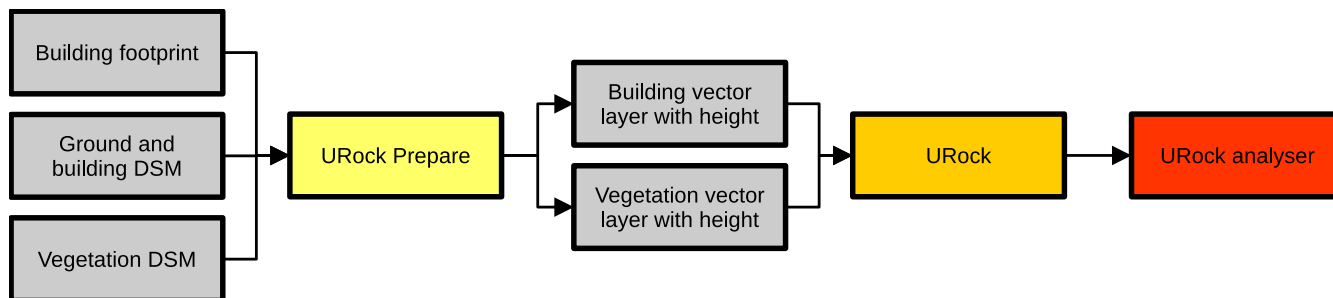 Building footprint
Ground and
building DSM
Vegetation DSM
URock Prepare
Building vector
layer with height
Vegetation vector
layer with height
URock
URock analyser